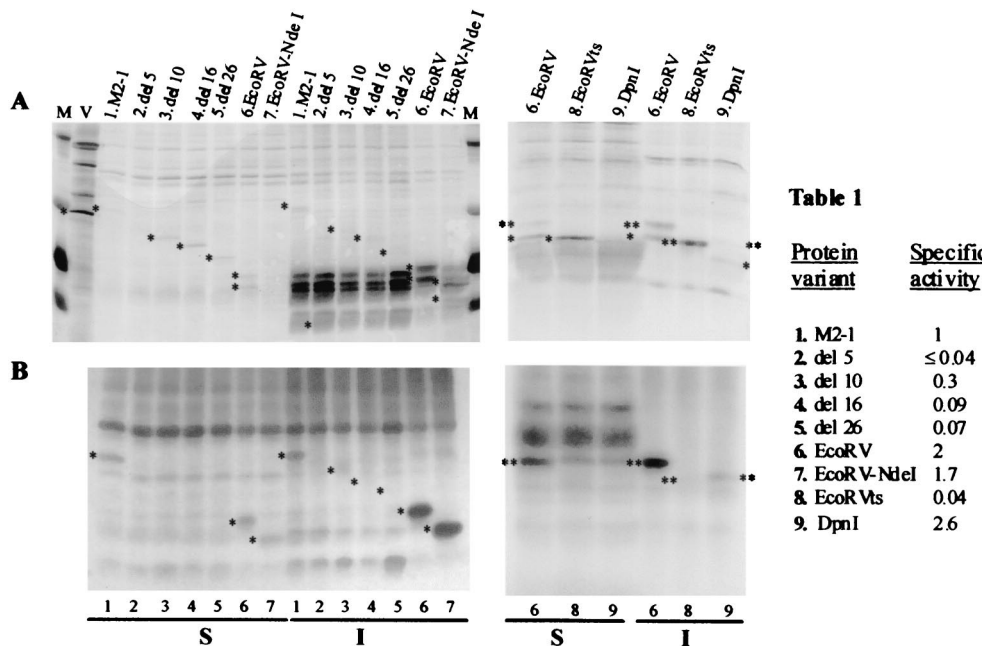 A
M V 1.M2-1 2.del 5 3.del 10 4.del 16 5.del 26 6.EcoRV 7.EcoRV-Nde I 1.M2-1 2.del 5 3.del 10 4.del 16 5.del 26 6.EcoRV 7.EcoRV-Nde I M
6.EcoRV 8.EcoRVts 9.DpnI 6.EcoRV 8.EcoRVts 9.DpnI
B
1 2 3 4 5 6 7 1 2 3 4 5 6 7
S I
6 8 9 6 8 9
S I
Table 1
Protein variant Specific activity
1. M2-1 1
2. del 5 ≤0.04
3. del 10 0.3
4. del 16 0.09
5. del 26 0.07
6. EcoRV 2
7. EcoRV-NdeI 1.7
8. EcoRVts 0.04
9. DpnI 2.6